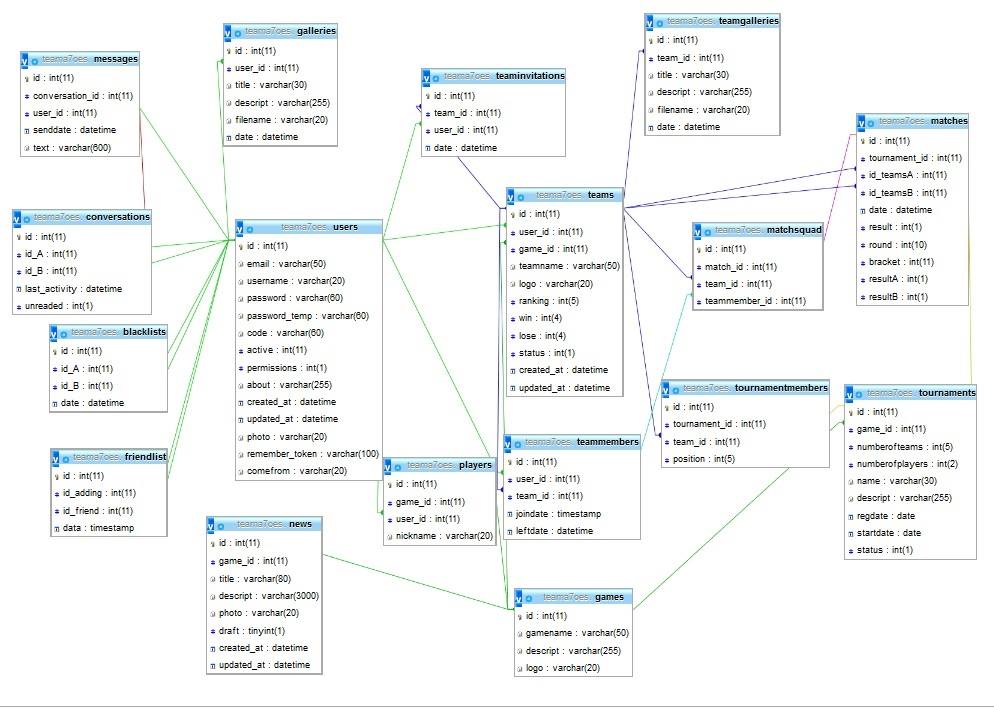 teama7oes. galleries
id : int(11)
user_id : int(11)
title : varchar(30)
descript : varchar(255)
filename : varchar(20)
date : datetime
teama7oes. teamgalleries
id : int(11)
team_id : int(11)
title : varchar(30)
descript : varchar(255)
filename : varchar(20)
date : datetime
teama7oes. messages
id : int(11)
conversation_id : int(11)
user_id : int(11)
senddate : datetime
text : varchar(600)
teama7oes. teaminvitations
id : int(11)
team_id : int(11)
user_id : int(11)
date : datetime
teama7oes. matches
id : int(11)
tournament_id : int(11)
id_teamsA : int(11)
id_teamsB : int(11)
date : datetime
result : int(1)
round : int(10)
bracket : int(11)
resultA : int(1)
resultB : int(1)
teama7oes. conversations
id : int(11)
id_A : int(11)
id_B : int(11)
last_activity : datetime
unreaded : int(1)
teama7oes. users
id : int(11)
email : varchar(50)
username : varchar(20)
password : varchar(60)
password_temp : varchar(60)
code : varchar(60)
active : int(11)
permissions : int(1)
about : varchar(255)
created_at : datetime
updated_at : datetime
photo : varchar(20)
remember_token : varchar(100)
comefrom : varchar(20)
teama7oes. teams
id : int(11)
user_id : int(11)
game_id : int(11)
teamname : varchar(50)
logo : varchar(20)
ranking : int(5)
win : int(4)
lose : int(4)
status : int(1)
created_at : datetime
updated_at : datetime
teama7oes. matchsquad
id : int(11)
match_id : int(11)
team_id : int(11)
teammember_id : int(11)
teama7oes. blacklists
id : int(11)
id_A : int(11)
id_B : int(11)
date : datetime
teama7oes. tournamentmembers
id : int(11)
tournament_id : int(11)
team_id : int(11)
position : int(5)
teama7oes. tournaments
id : int(11)
game_id : int(11)
numberofteams : int(5)
numberofplayers : int(2)
name : varchar(30)
descript : varchar(255)
regdate : date
startdate : date
status : int(1)
teama7oes. friendlist
id : int(11)
id_adding : int(11)
id_friend : int(11)
data : timestamp
teama7oes. players
id : int(11)
game_id : int(11)
user_id : int(11)
nickname : varchar(20)
teama7oes. teammembers
id : int(11)
user_id : int(11)
team_id : int(11)
joindate : timestamp
leftdate : datetime
teama7oes. news
id : int(11)
game_id : int(11)
title : varchar(80)
descript : varchar(3000)
photo : varchar(20)
draft : tinyint(1)
created_at : datetime
updated_at : datetime
teama7oes. games
id : int(11)
gamename : varchar(50)
descript : varchar(255)
logo : varchar(20)